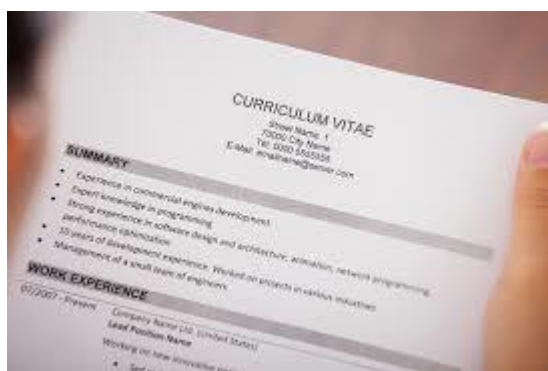 CURRICULUM VITAE
Street Name, 1
70000 City Name
Tel: 0000 5555555
E-Mail: emailname@server.com
SUMMARY
• Experience in commercial engines development
• Expert knowledge in programming
• Strong experience in software design and architecture, animation, network programming,
performance optimization
• 10 years of development experience. Worked on projects in various industries
• Management of a small team of engineers
WORK EXPERIENCE
07/2007 - Present Company Name Ltd. (United States)
Lead Position Name
Working on new innovative